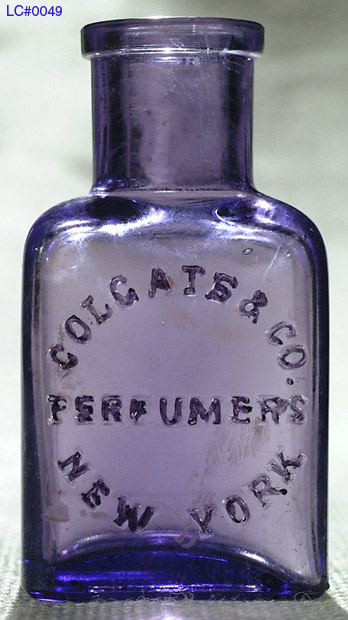 LC#0049
COLGATE & CO.
PERFUMERS
NEW YORK